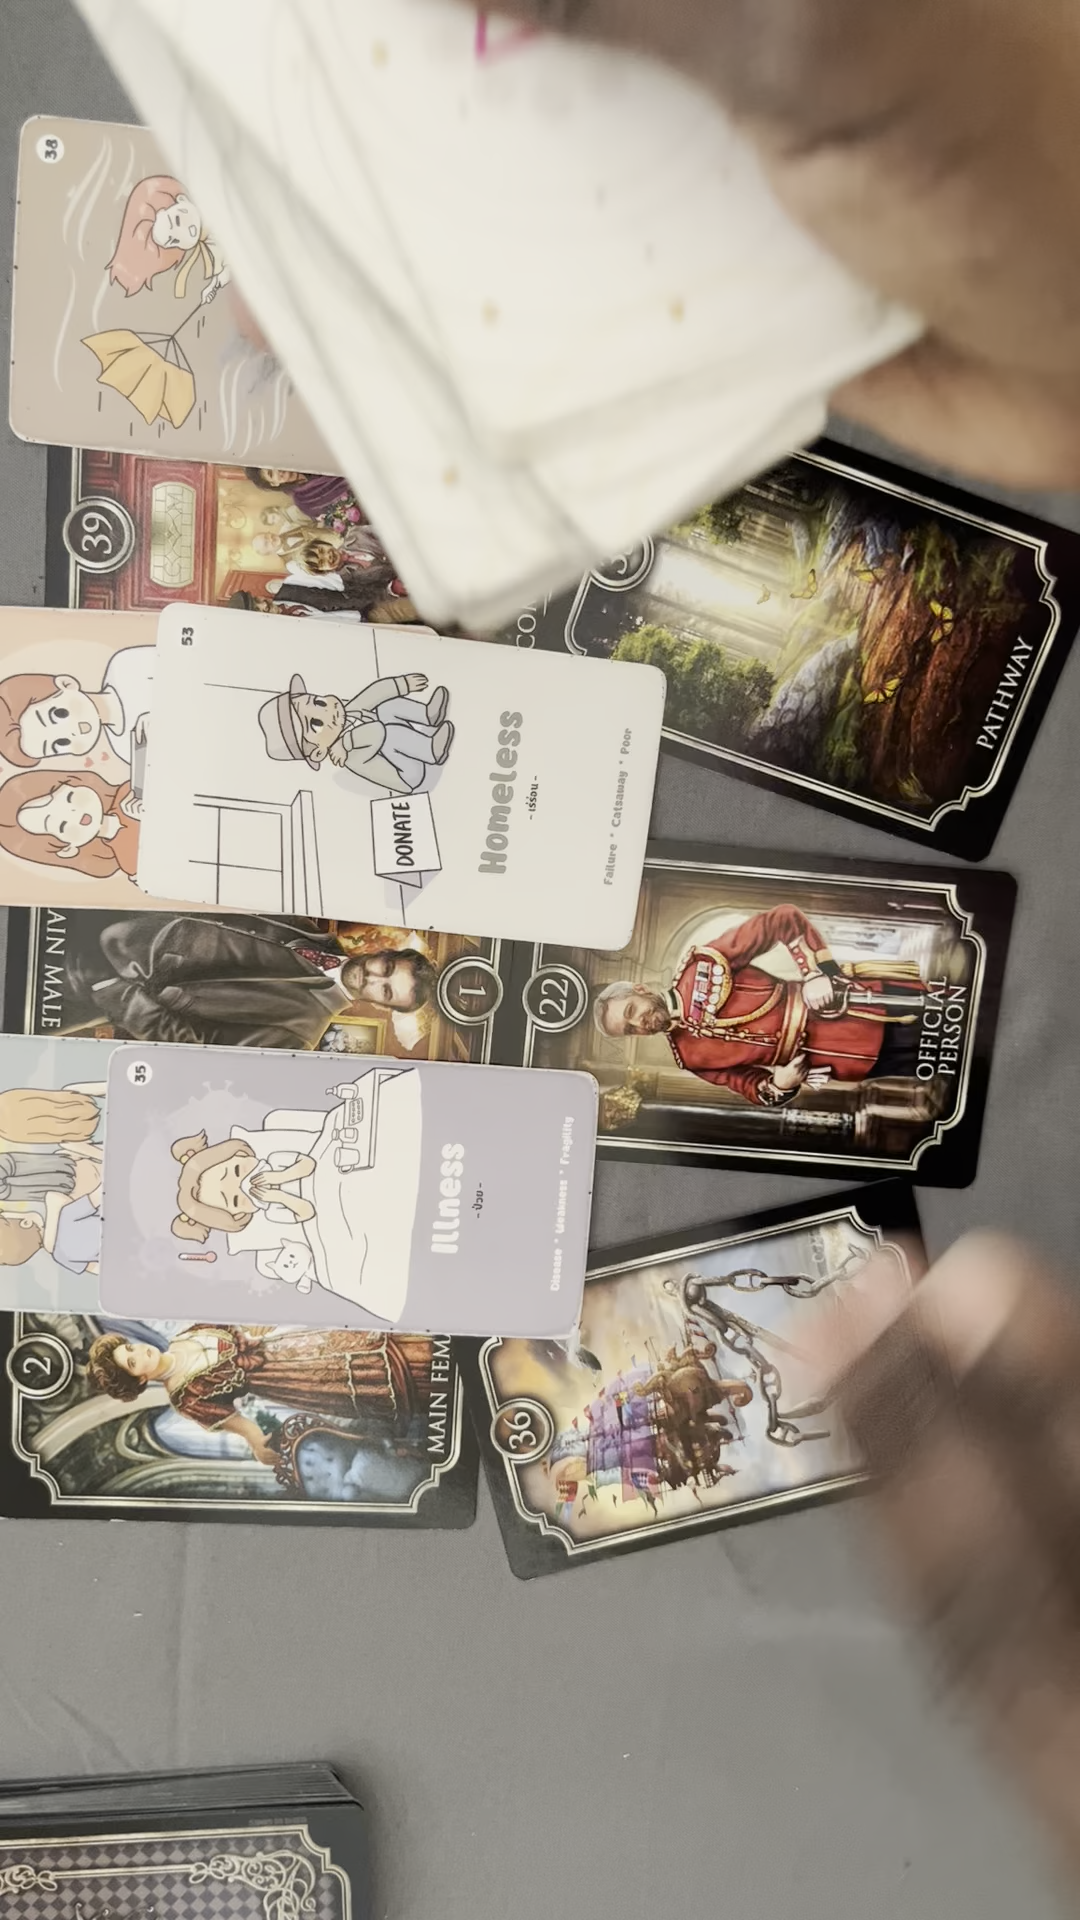 38
39
CO
PATHWAY
53
DONATE
Homeless
- เร่ร่อน -
Failure * Catsaway * Poor
AIN MALE
1.
22
OFFICIAL
PERSON
35
Illness
- ป่วย -
Disease * Weakness * Fragility
2
MAIN FEM
36